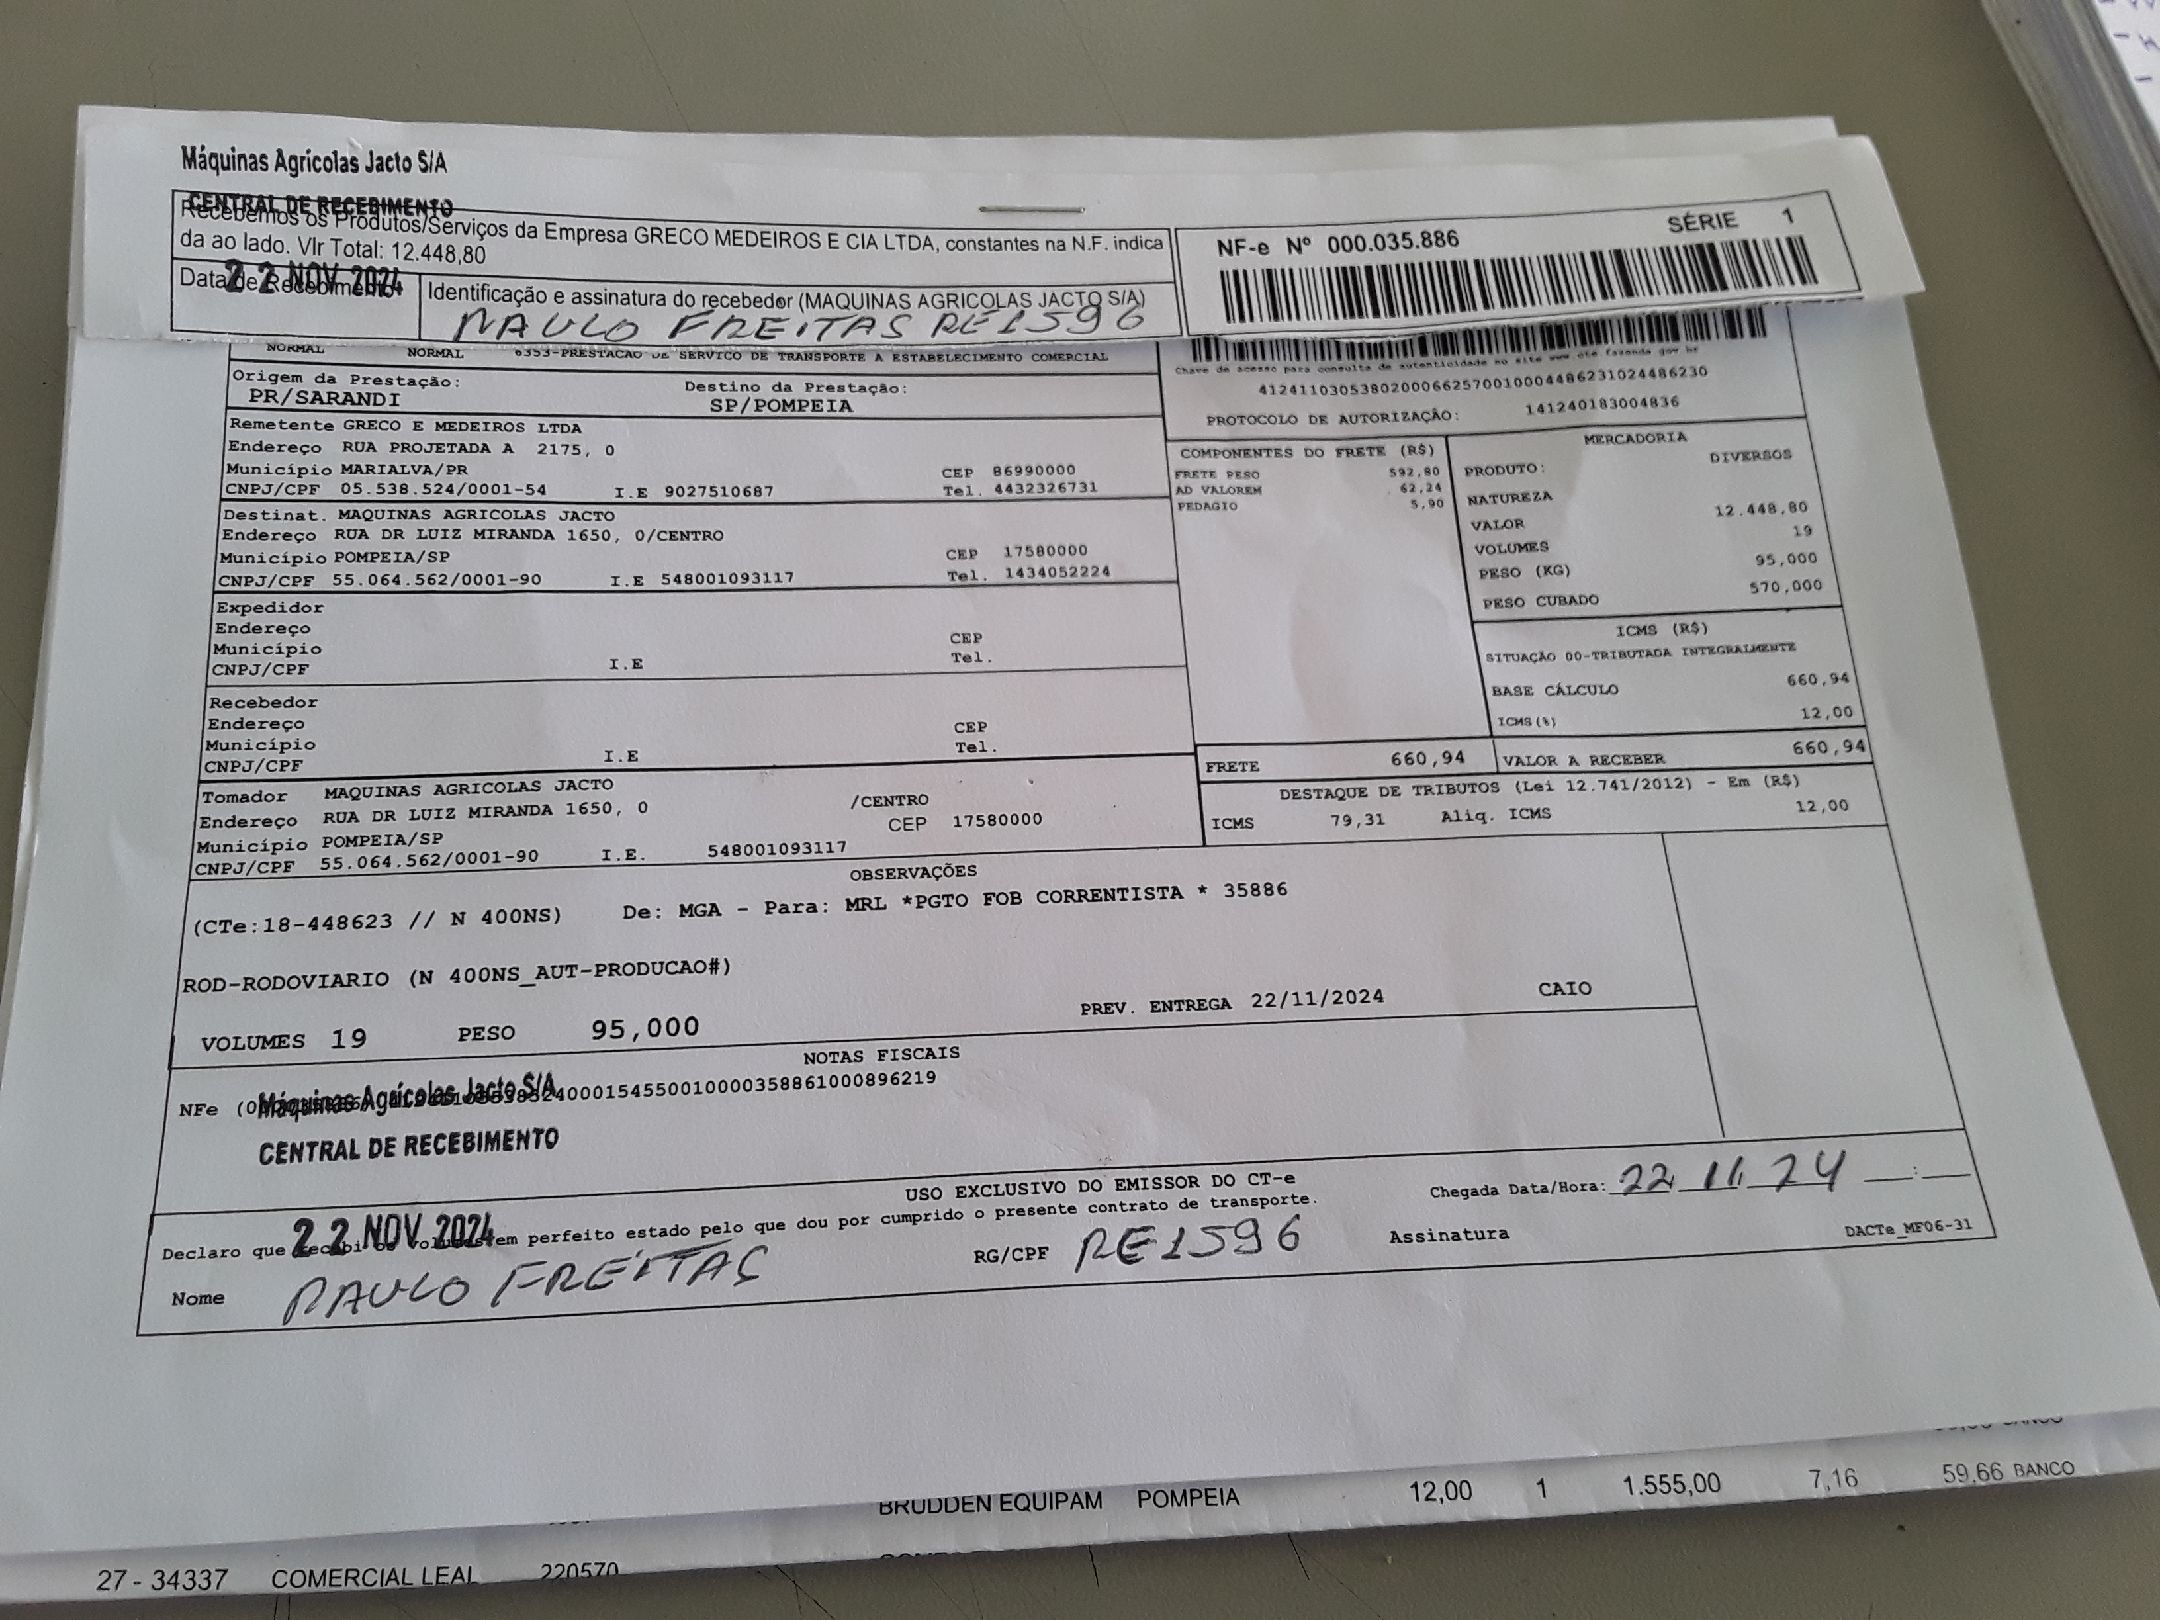 Máquinas Agrícolas Jacto S/A
CENTRAL DE RECEBIMENTO
Recebemos os Produtos/Serviços da Empresa GRECO MEDEIROS E CIA LTDA, constantes na N.F. indica
da ao lado. Vlr Total: 12.448,80
Data de Recebimento
22 NOV 2024
Identificação e assinatura do recebedor (MAQUINAS AGRICOLAS JACTO S/A)
PAULO FREITAS RE1596
NF-e Nº 000.035.886
SÉRIE 1
NORMAL NORMAL 6353-PRESTACAO DE SERVICO DE TRANSPORTE A ESTABELECIMENTO COMERCIAL
Chave de acesso para consulta de autenticidade no site www.cte.fazenda.gov.br
41241103053802000662570010004486231024486230
PROTOCOLO DE AUTORIZAÇÃO: 141240183004836
Origem da Prestação: Destino da Prestação:
PR/SARANDI SP/POMPEIA
Remetente GRECO E MEDEIROS LTDA
Endereço RUA PROJETADA A 2175, 0
Município MARIALVA/PR CEP 86990000
CNPJ/CPF 05.538.524/0001-54 I.E 9027510687 Tel. 4432326731
Destinat. MAQUINAS AGRICOLAS JACTO
Endereço RUA DR LUIZ MIRANDA 1650, 0/CENTRO
Município POMPEIA/SP CEP 17580000
CNPJ/CPF 55.064.562/0001-90 I.E 548001093117 Tel. 1434052224
Expedidor
Endereço
Município CEP
CNPJ/CPF I.E Tel.
Recebedor
Endereço
Município CEP
CNPJ/CPF I.E Tel.
Tomador MAQUINAS AGRICOLAS JACTO
Endereço RUA DR LUIZ MIRANDA 1650, 0 /CENTRO
Município POMPEIA/SP CEP 17580000
CNPJ/CPF 55.064.562/0001-90 I.E. 548001093117
COMPONENTES DO FRETE (R$)
FRETE PESO 592,80
AD VALOREM 62,24
PEDAGIO 5,90
MERCADORIA
PRODUTO: DIVERSOS
NATUREZA
VALOR 12.448,80
VOLUMES 19
PESO (KG) 95,000
PESO CUBADO 570,000
ICMS (R$)
SITUAÇÃO 00-TRIBUTADA INTEGRALMENTE
BASE CÁLCULO 660,94
ICMS(%) 12,00
FRETE 660,94 VALOR A RECEBER 660,94
DESTAQUE DE TRIBUTOS (Lei 12.741/2012) - Em (R$)
ICMS 79,31 Aliq. ICMS 12,00
OBSERVAÇÕES
(CTe:18-448623 // N 400NS) De: MGA - Para: MRL *PGTO FOB CORRENTISTA * 35886
ROD-RODOVIARIO (N 400NS_AUT-PRODUCAO#)
PREV. ENTREGA 22/11/2024 CAIO
VOLUMES 19 PESO 95,000
NOTAS FISCAIS
NFe
Máquinas Agrícolas Jacto S/A
CENTRAL DE RECEBIMENTO
22 NOV 2024
USO EXCLUSIVO DO EMISSOR DO CT-e
Declaro que recebi os volumes em perfeito estado pelo que dou por cumprido o presente contrato de transporte.
Chegada Data/Hora: 22 11 24 __:__
Nome PAULO FREITAS RG/CPF RE1596 Assinatura
DACTe_MF06-31
BRUDDEN EQUIPAM POMPEIA 12,00 1 1.555,00 7,16 59,66 BANCO
27 - 34337 COMERCIAL LEAL 220570